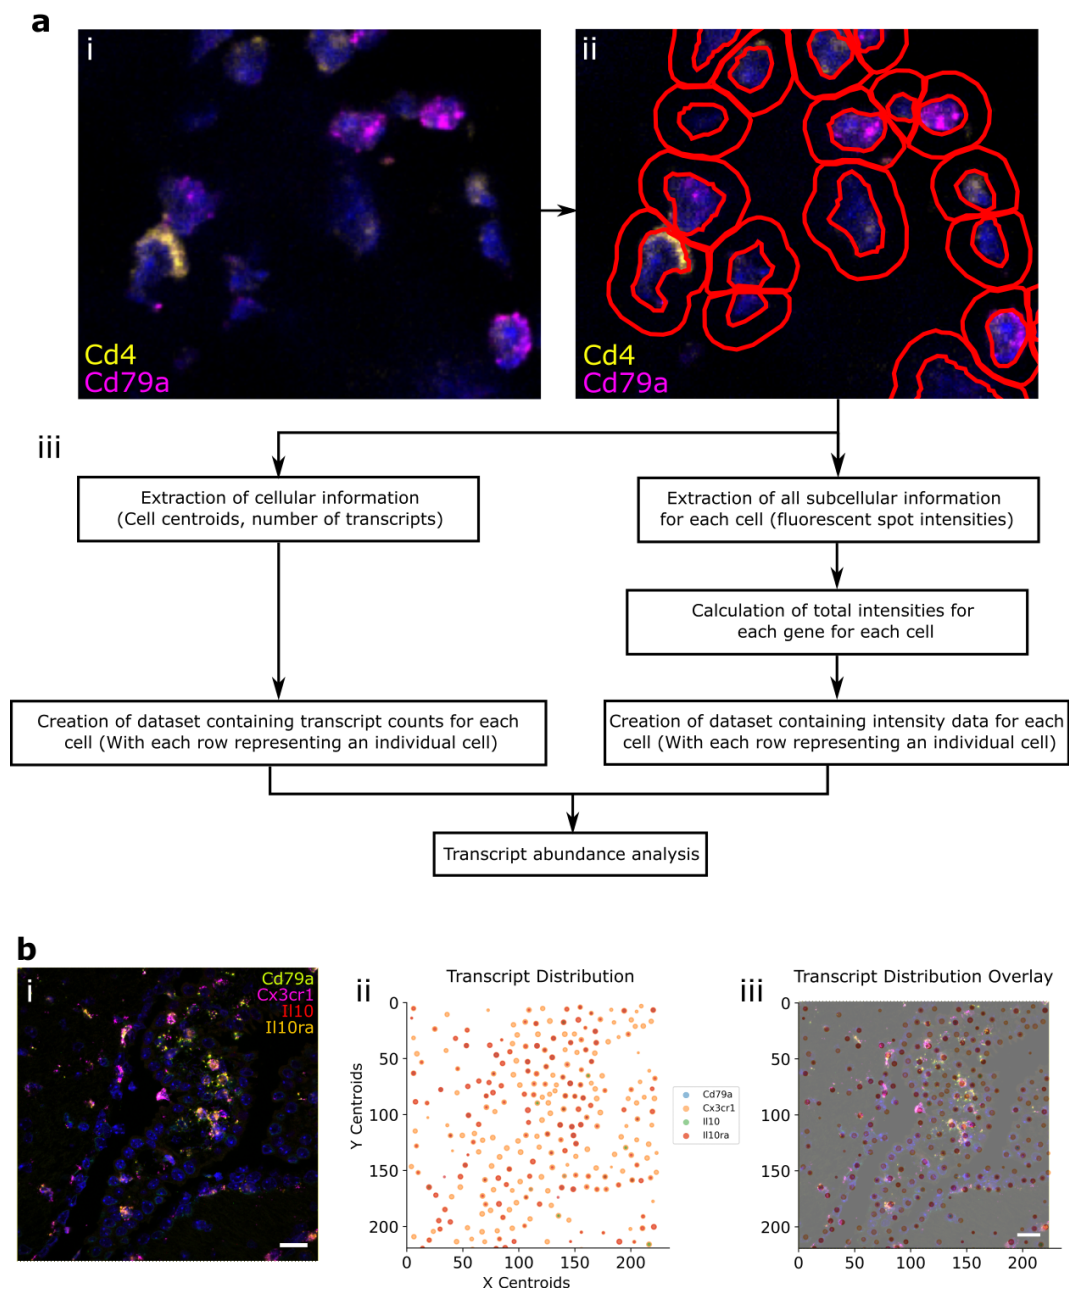 a
i
ii
Cd4
Cd79a
Cd4
Cd79a
iii
Extraction of cellular information
(Cell centroids, number of transcripts)
Extraction of all subcellular information
for each cell (fluorescent spot intensities)
Calculation of total intensities for
each gene for each cell
Creation of dataset containing transcript counts for each
cell (With each row representing an individual cell)
Creation of dataset containing intensity data for each
cell (With each row representing an individual cell)
Transcript abundance analysis
b
i
Cd79a
Cx3cr1
Il10
Il10ra
ii
Transcript Distribution
0
50
100
150
200
Y Centroids
0 50 100 150 200
X Centroids
Cd79a
Cx3cr1
Il10
Il10ra
iii
Transcript Distribution Overlay
0
50
100
150
200
0 50 100 150 200